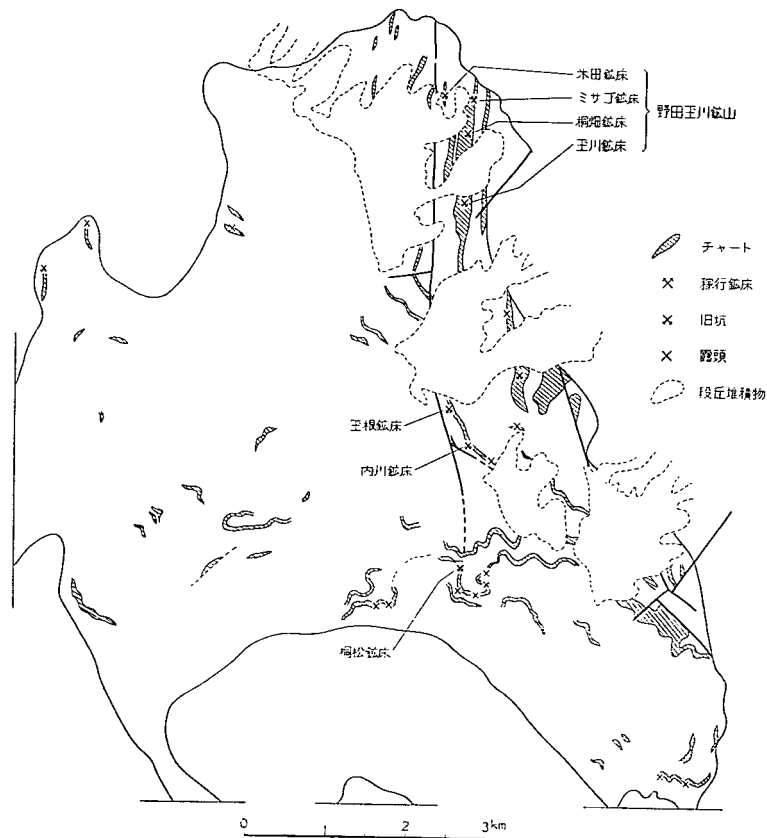 米田鉱床
ミサゴ鉱床
桐畑鉱床
玉川鉱床
野田玉川鉱山
チャート
稼行鉱床
旧坑
露頭
段丘堆積物
玉根鉱床
内川鉱床
桐松鉱床
0 1 2 3km